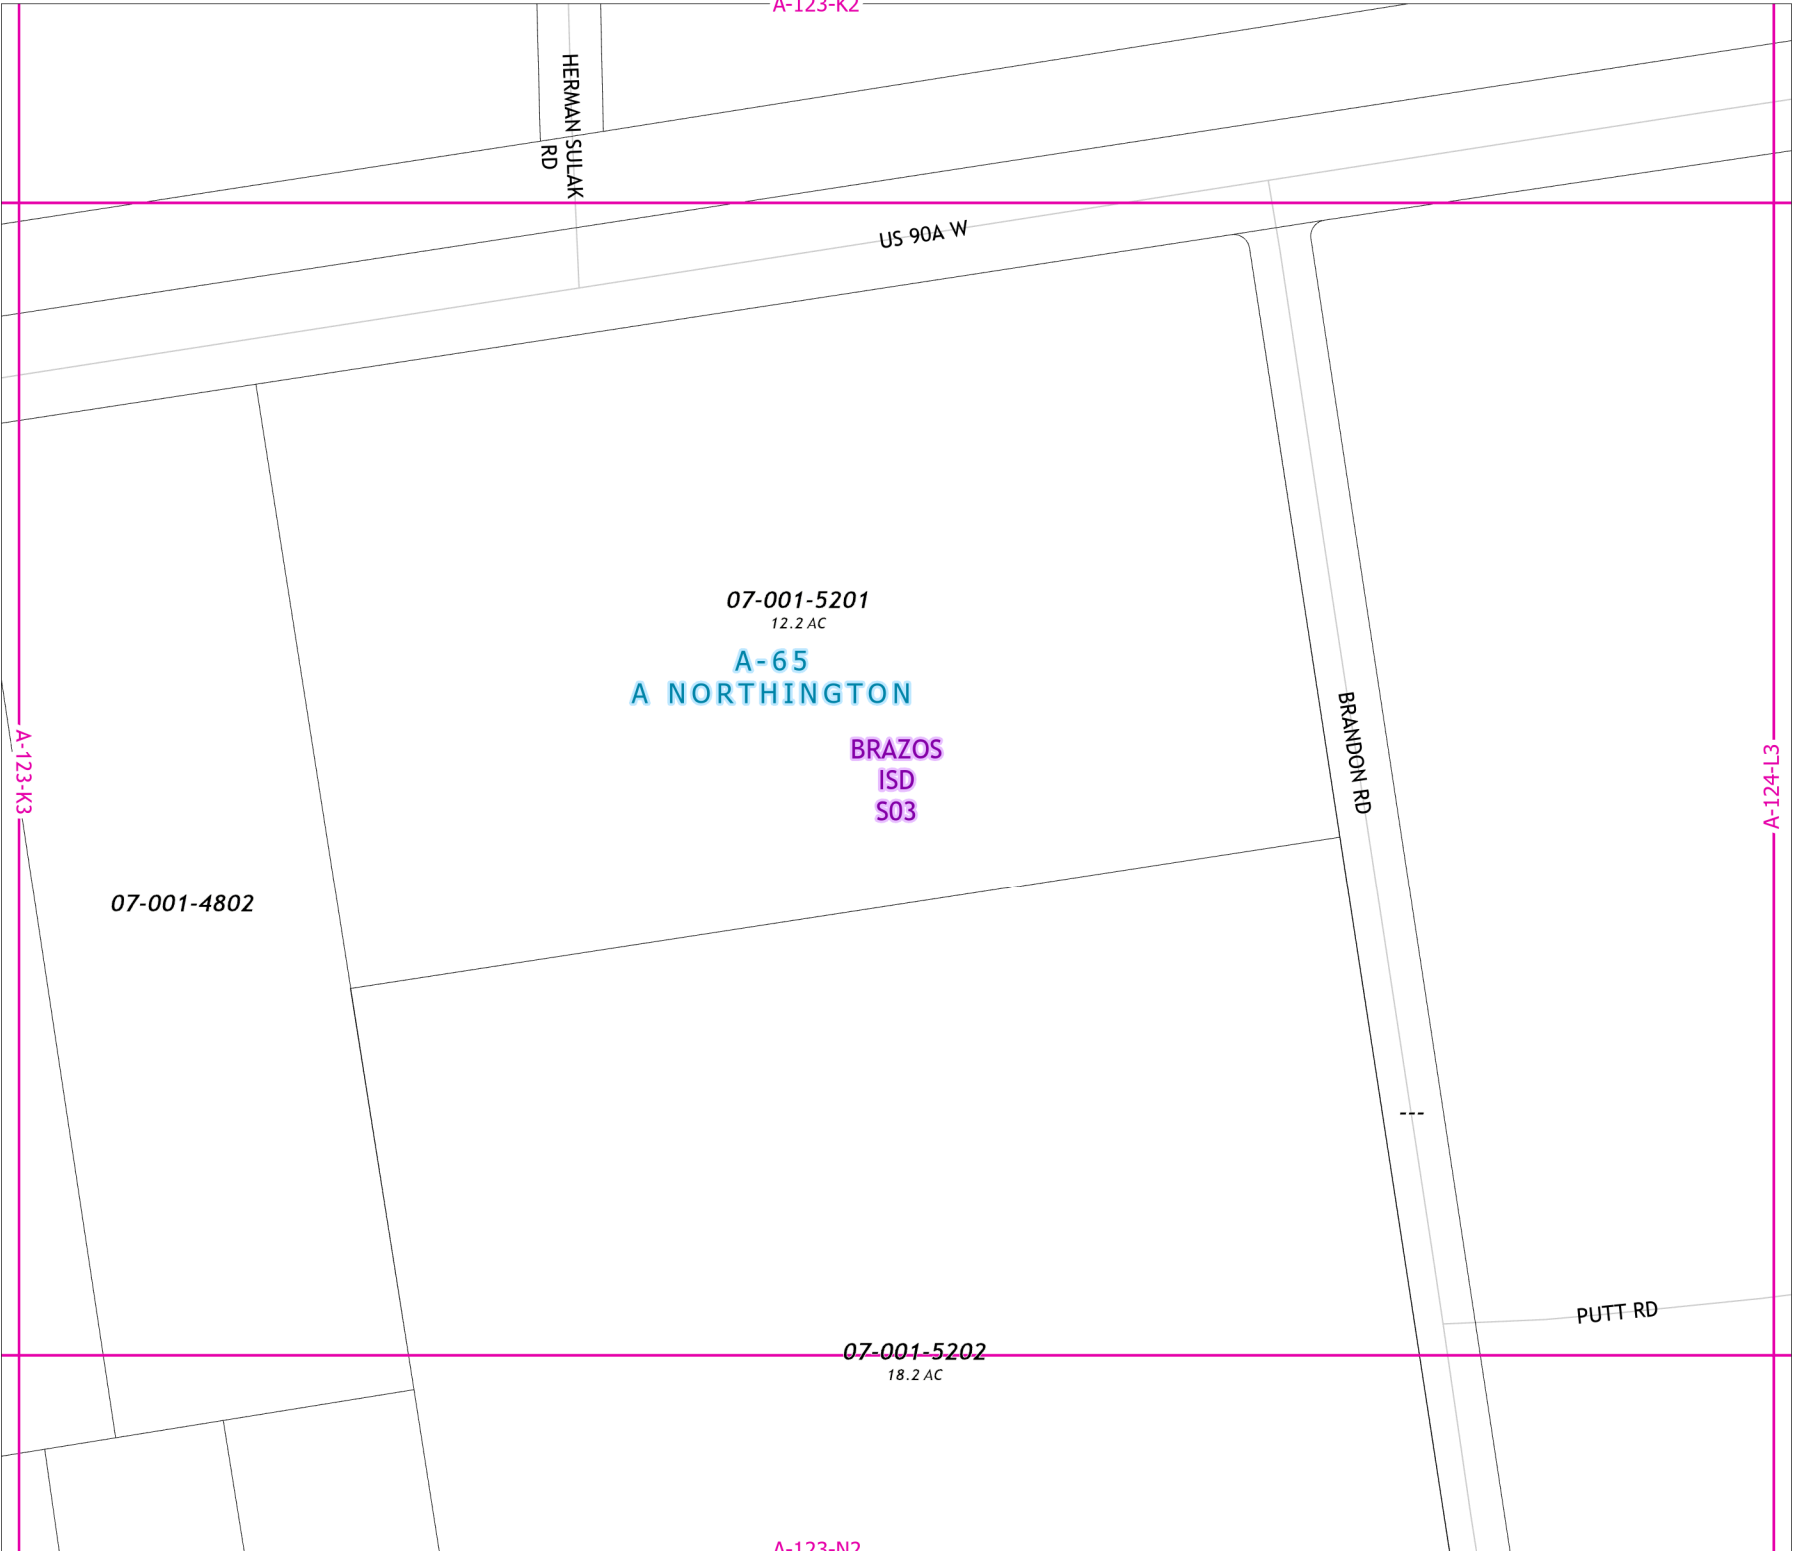 A-123-K2
HERMAN SULAK
RD
US 90A W
07-001-5201
12.2 AC
A-65
A NORTHINGTON
BRAZOS
ISD
S03
BRANDON RD
A-123-K3
A-124-L3
07-001-4802
---
PUTT RD
07-001-5202
18.2 AC
A-123-N2